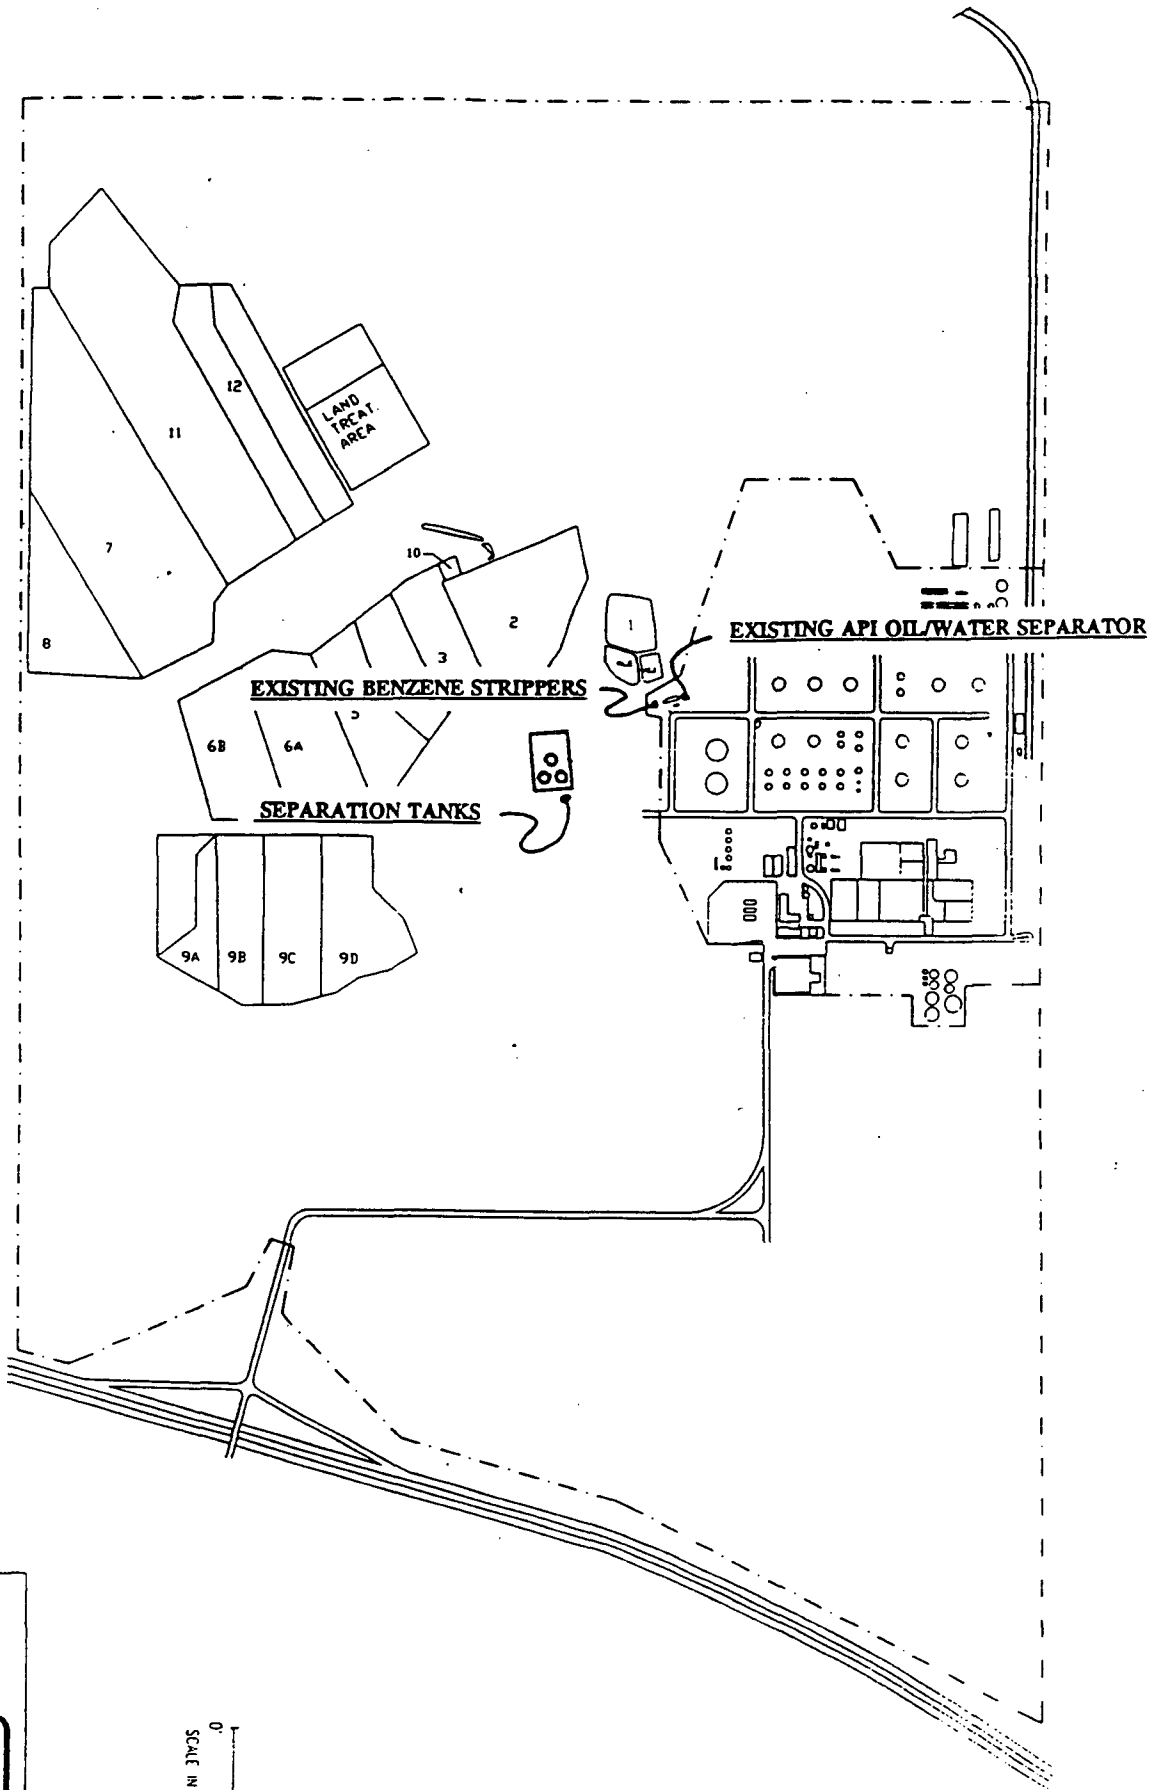 12
LAND
TREAT.
AREA
11
7
10
8
2
1
EXISTING API OIL/WATER SEPARATOR
3
EXISTING BENZENE STRIPPERS
6B
6A
SEPARATION TANKS
9A
9B
9C
9D
0'
SCALE IN